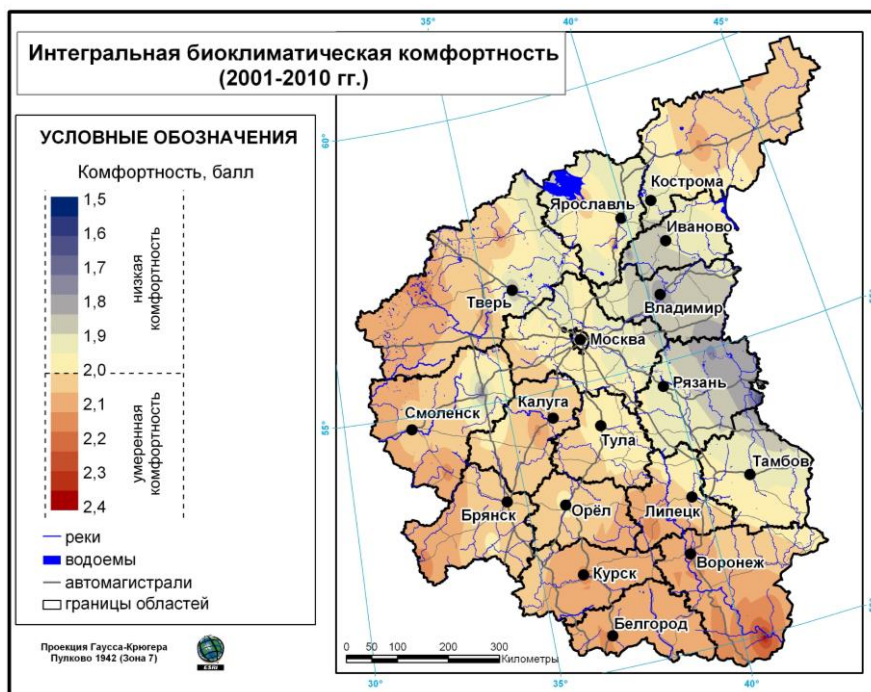 Интегральная биоклиматическая комфортность
(2001-2010 гг.)
УСЛОВНЫЕ ОБОЗНАЧЕНИЯ
Комфортность, балл
1,5
1,6
1,7
1,8
1,9
2,0
2,1
2,2
2,3
2,4
низкая
комфортность
умеренная
комфортность
реки
водоемы
автомагистрали
границы областей
Проекция Гаусса-Крюгера
Пулково 1942 (Зона 7)
ESRI
35°
40°
45°
60°
55°
Кострома
Ярославль
Иваново
Тверь
Владимир
Москва
Рязань
Смоленск
Калуга
Тула
Тамбов
Брянск
Орёл
Липецк
Воронеж
Курск
Белгород
0 50 100 200 300
Километры
30°
35°
40°